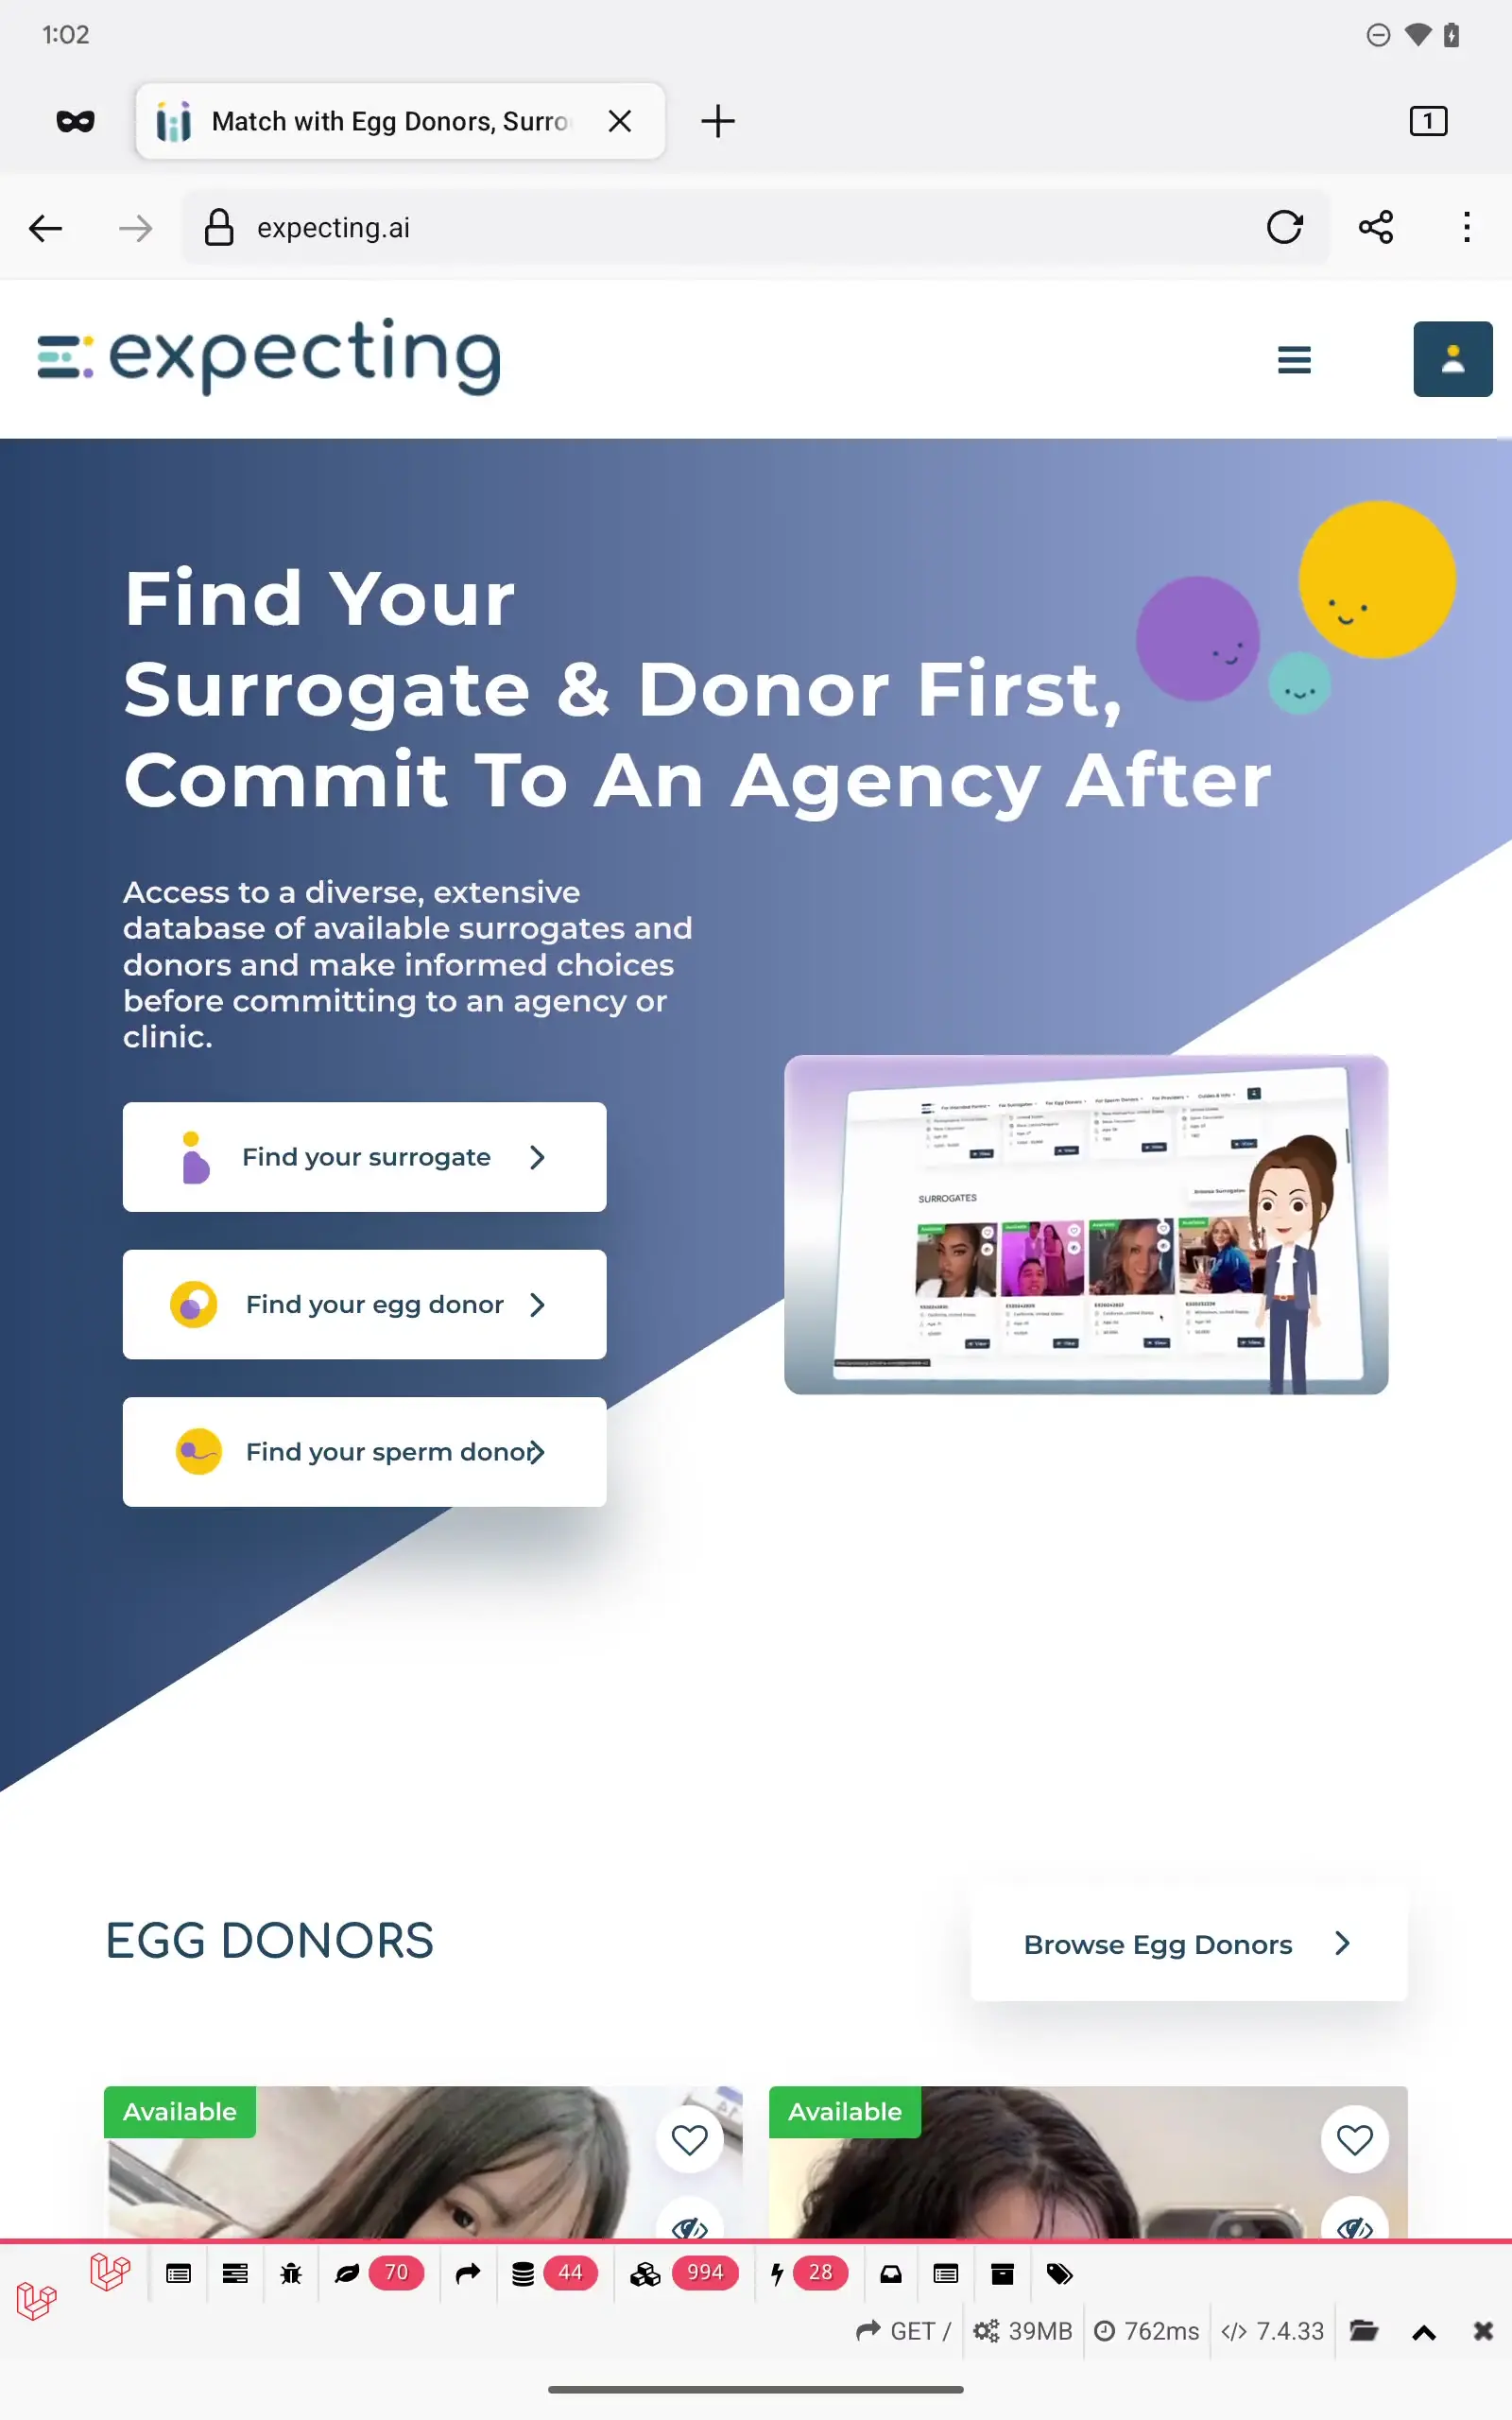 1:02
Match with Egg Donors, Surro
1
expecting.ai
expecting
Find Your
Surrogate & Donor First,
Commit To An Agency After
Access to a diverse, extensive
database of available surrogates and
donors and make informed choices
before committing to an agency or
clinic.
Find your surrogate
Find your egg donor
Find your sperm donor
SURROGATES
Browse Surrogates
EGG DONORS
Browse Egg Donors
Available
Available
70
44
994
28
GET /
39MB
762ms
7.4.33